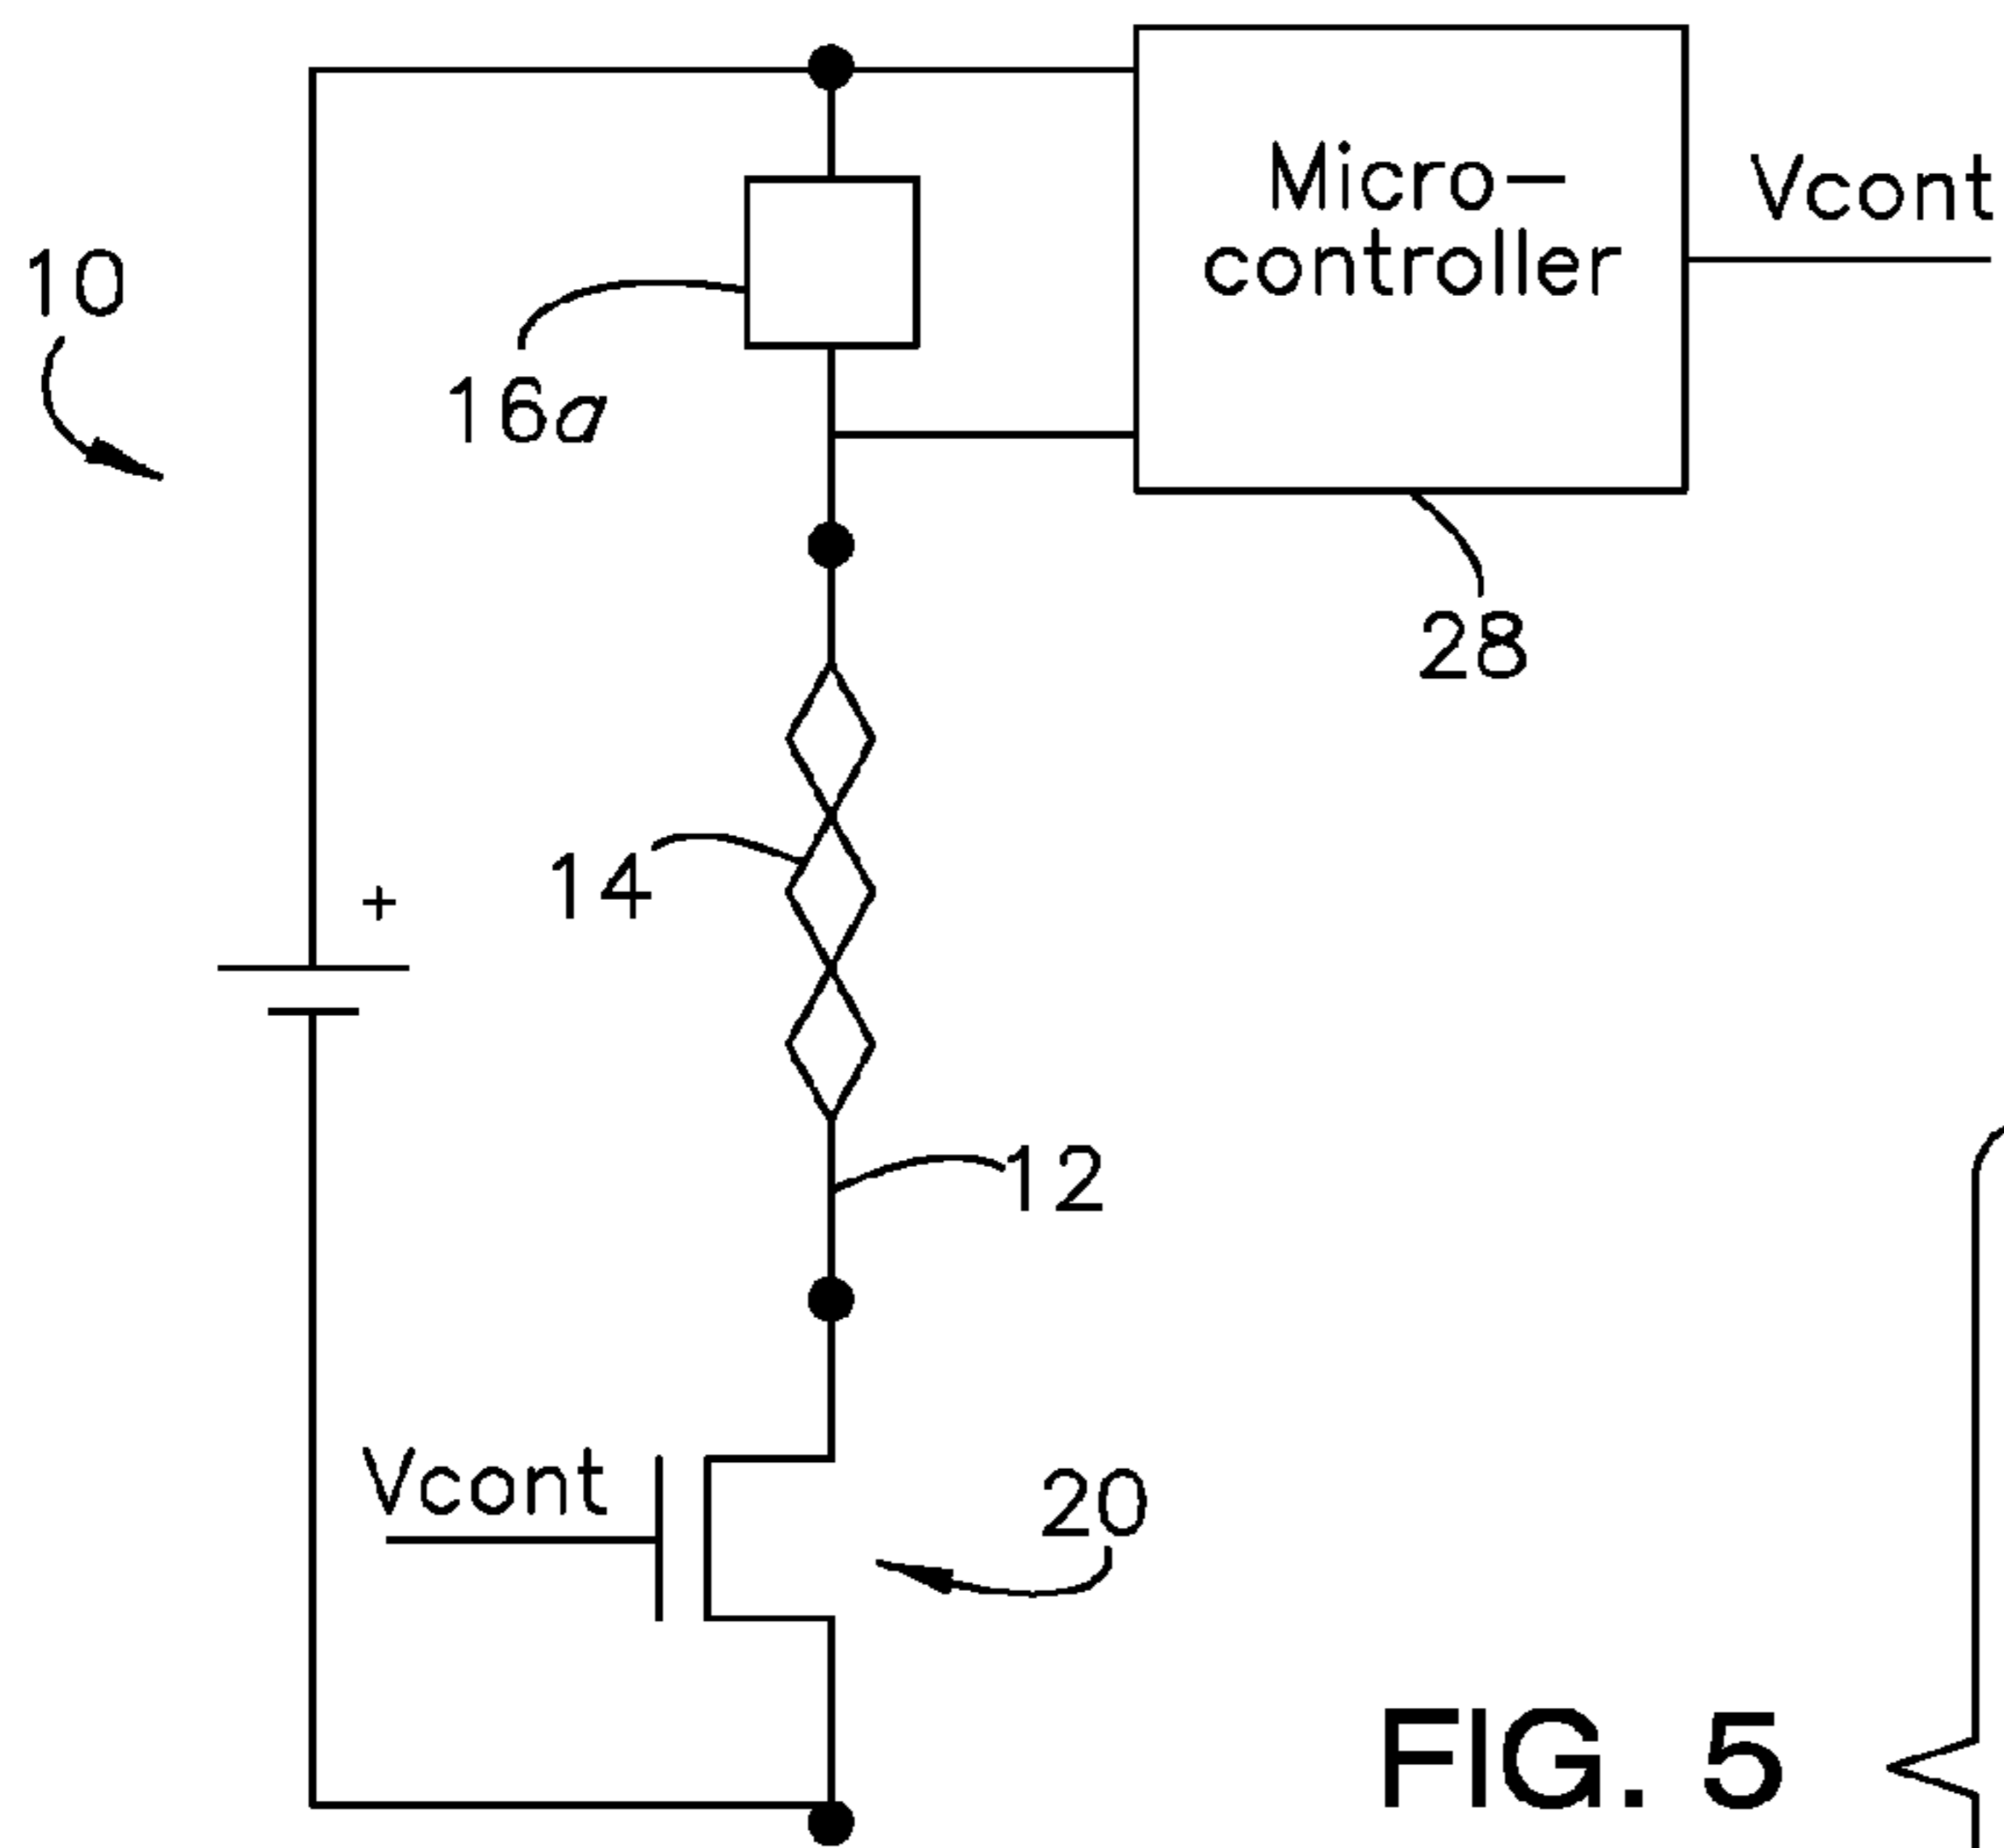 Micro-
controller
Vcont
10
16a
28
14
+
12
Vcont
20
FIG. 5